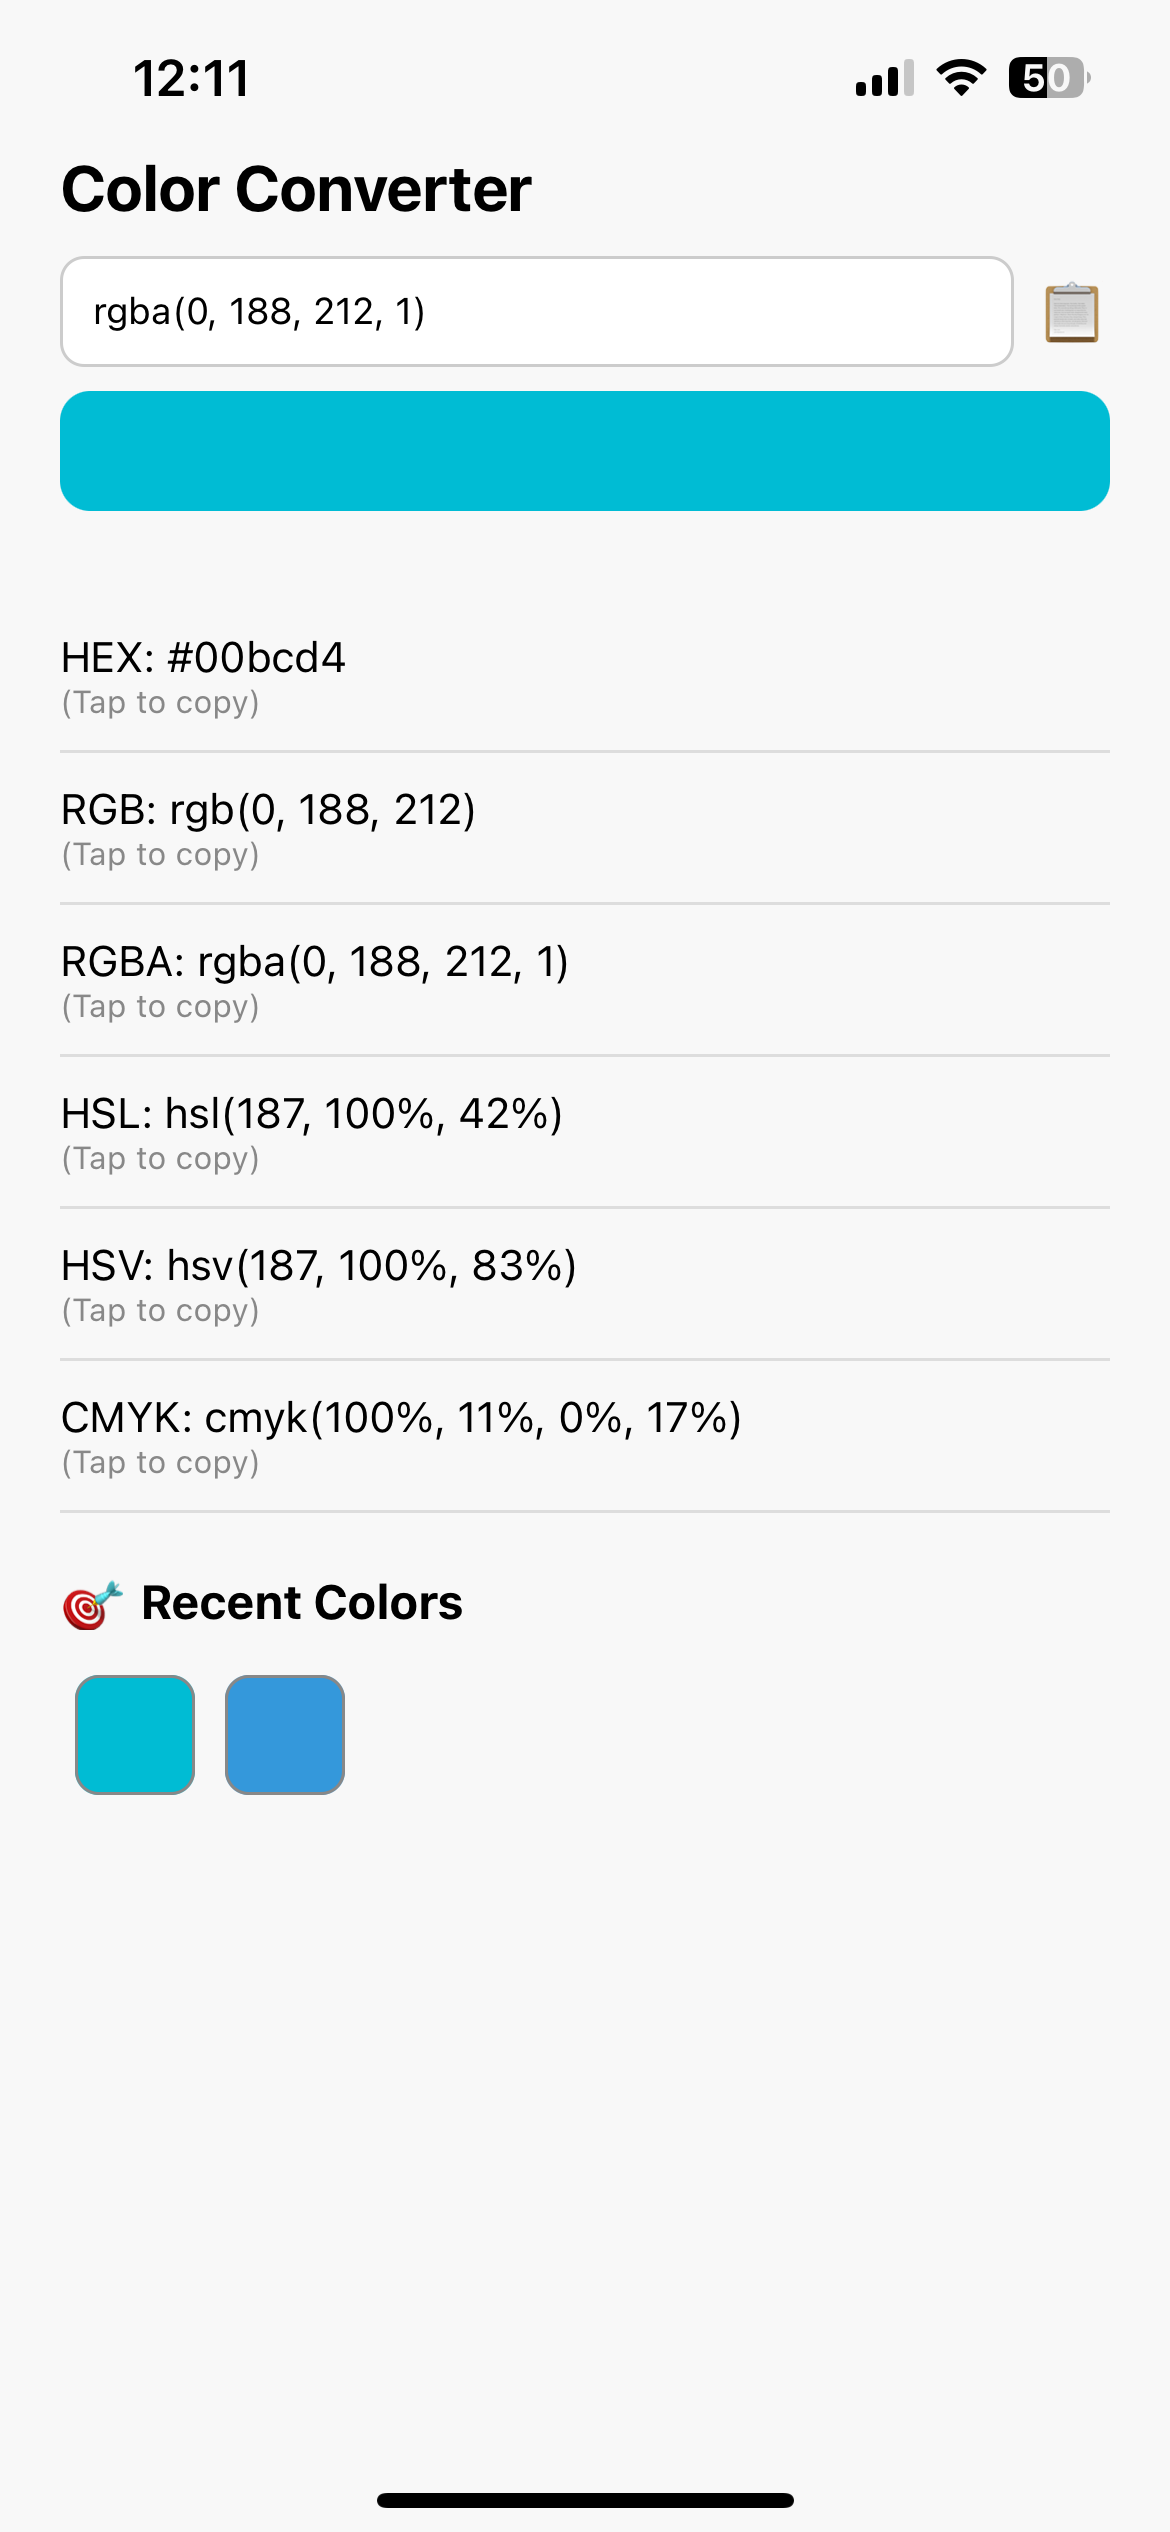 12:11
50
Color Converter
rgba(0, 188, 212, 1)
HEX: #00bcd4
(Tap to copy)
RGB: rgb(0, 188, 212)
(Tap to copy)
RGBA: rgba(0, 188, 212, 1)
(Tap to copy)
HSL: hsl(187, 100%, 42%)
(Tap to copy)
HSV: hsv(187, 100%, 83%)
(Tap to copy)
CMYK: cmyk(100%, 11%, 0%, 17%)
(Tap to copy)
🎯 Recent Colors